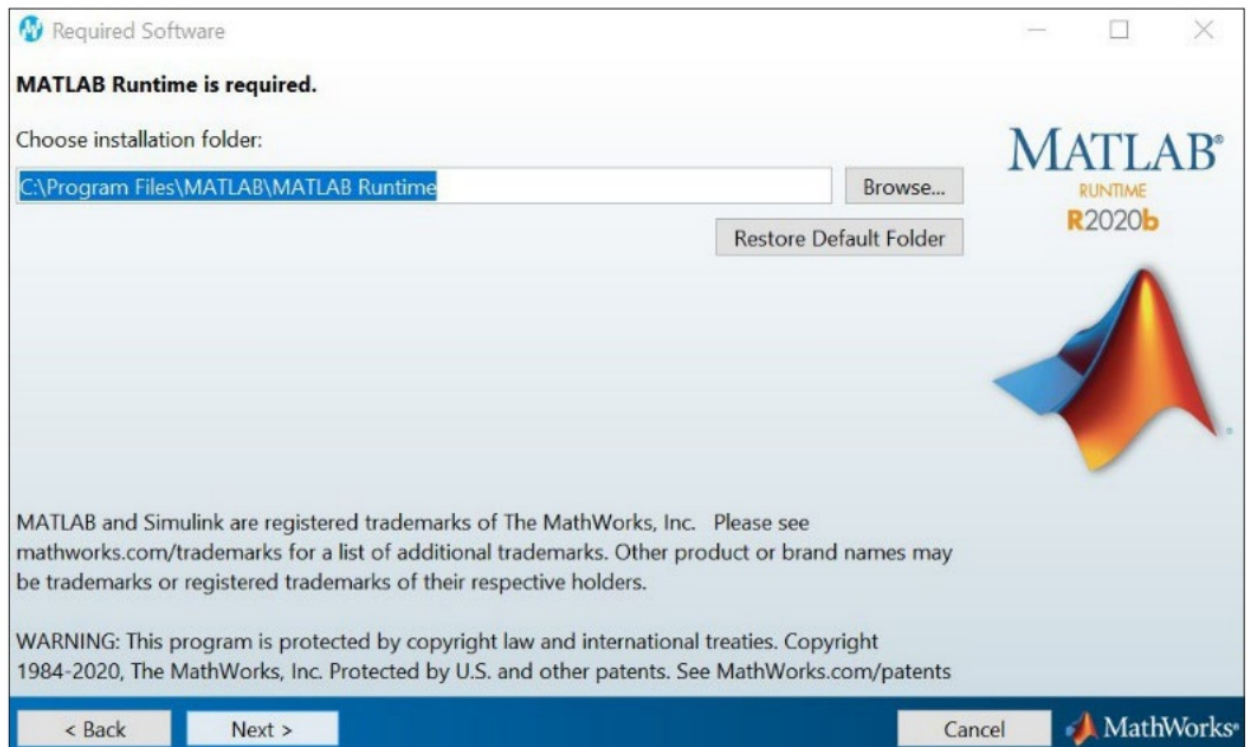 Required Software
MATLAB Runtime is required.
Choose installation folder:
C:\Program Files\MATLAB\MATLAB Runtime
Browse...
Restore Default Folder
MATLAB®
RUNTIME
R2020b
MATLAB and Simulink are registered trademarks of The MathWorks, Inc. Please see
mathworks.com/trademarks for a list of additional trademarks. Other product or brand names may
be trademarks or registered trademarks of their respective holders.
WARNING: This program is protected by copyright law and international treaties. Copyright
1984-2020, The MathWorks, Inc. Protected by U.S. and other patents. See MathWorks.com/patents
< Back
Next >
Cancel
MathWorks®